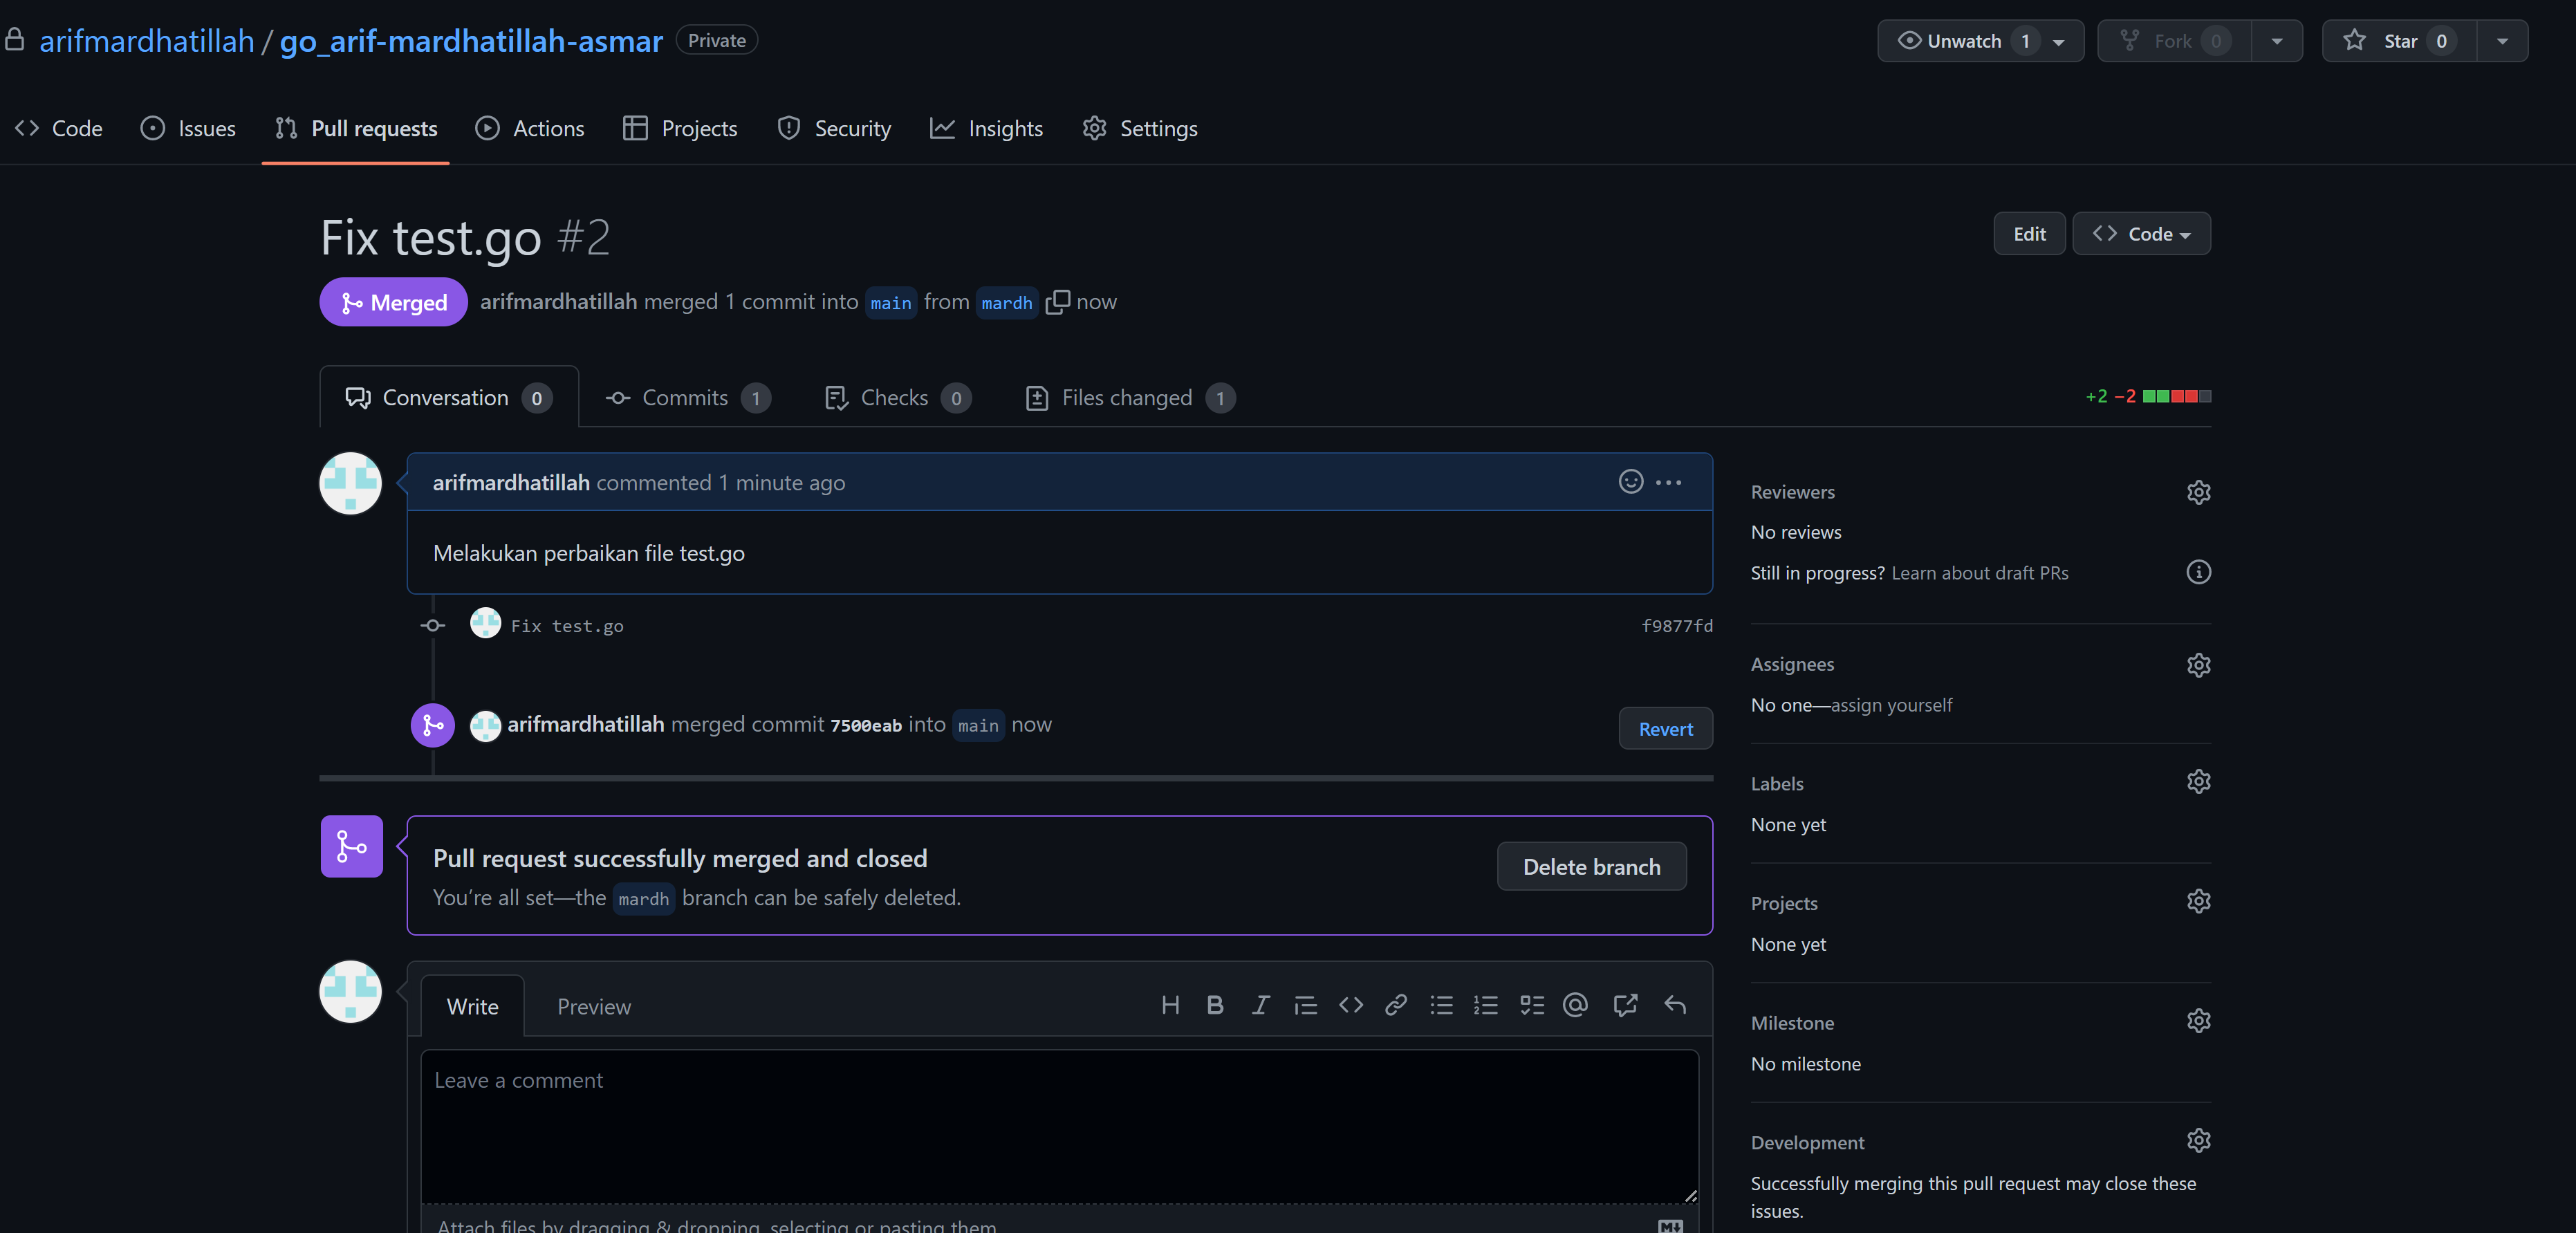 arifmardhatillah / go_arif-mardhatillah-asmar Private
Unwatch 1 Fork 0 Star 0
Code Issues Pull requests Actions Projects Security Insights Settings
Fix test.go #2
Edit Code
Merged arifmardhatillah merged 1 commit into main from mardh now
Conversation 0 Commits 1 Checks 0 Files changed 1 +2 −2
arifmardhatillah commented 1 minute ago
Melakukan perbaikan file test.go
Fix test.go f9877fd
arifmardhatillah merged commit 7500eab into main now
Revert
Pull request successfully merged and closed
You're all set—the mardh branch can be safely deleted.
Delete branch
Write Preview
Leave a comment
Attach files by dragging & dropping, selecting or pasting them.
Reviewers
No reviews
Still in progress? Learn about draft PRs
Assignees
No one—assign yourself
Labels
None yet
Projects
None yet
Milestone
No milestone
Development
Successfully merging this pull request may close these
issues.